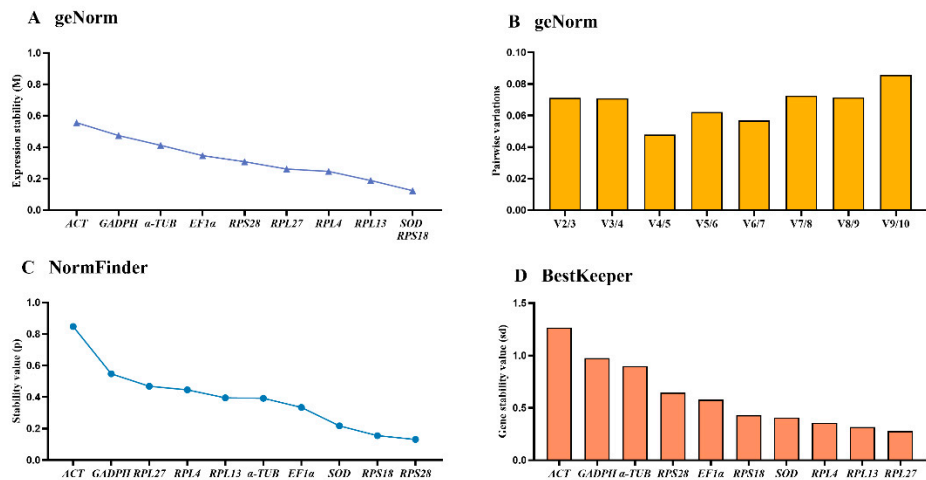 A geNorm
Expression stability (M)
1.0
0.8
0.6
0.4
0.2
0.0
ACT GADPH α-TUB EF1α RPS28 RPL27 RPL4 RPL13 SOD
RPS18
B geNorm
Pairwise variations
0.10
0.08
0.06
0.04
0.02
0.00
V2/3 V3/4 V4/5 V5/6 V6/7 V7/8 V8/9 V9/10
C NormFinder
Stability value (p)
1.0
0.8
0.6
0.4
0.2
0.0
ACT GADPH RPL27 RPL4 RPL13 α-TUB EF1α SOD RPS18 RPS28
D BestKeeper
Gene stability value (sd)
1.5
1.0
0.5
0.0
ACT GADPH α-TUB RPS28 EF1α RPS18 SOD RPL4 RPL13 RPL27